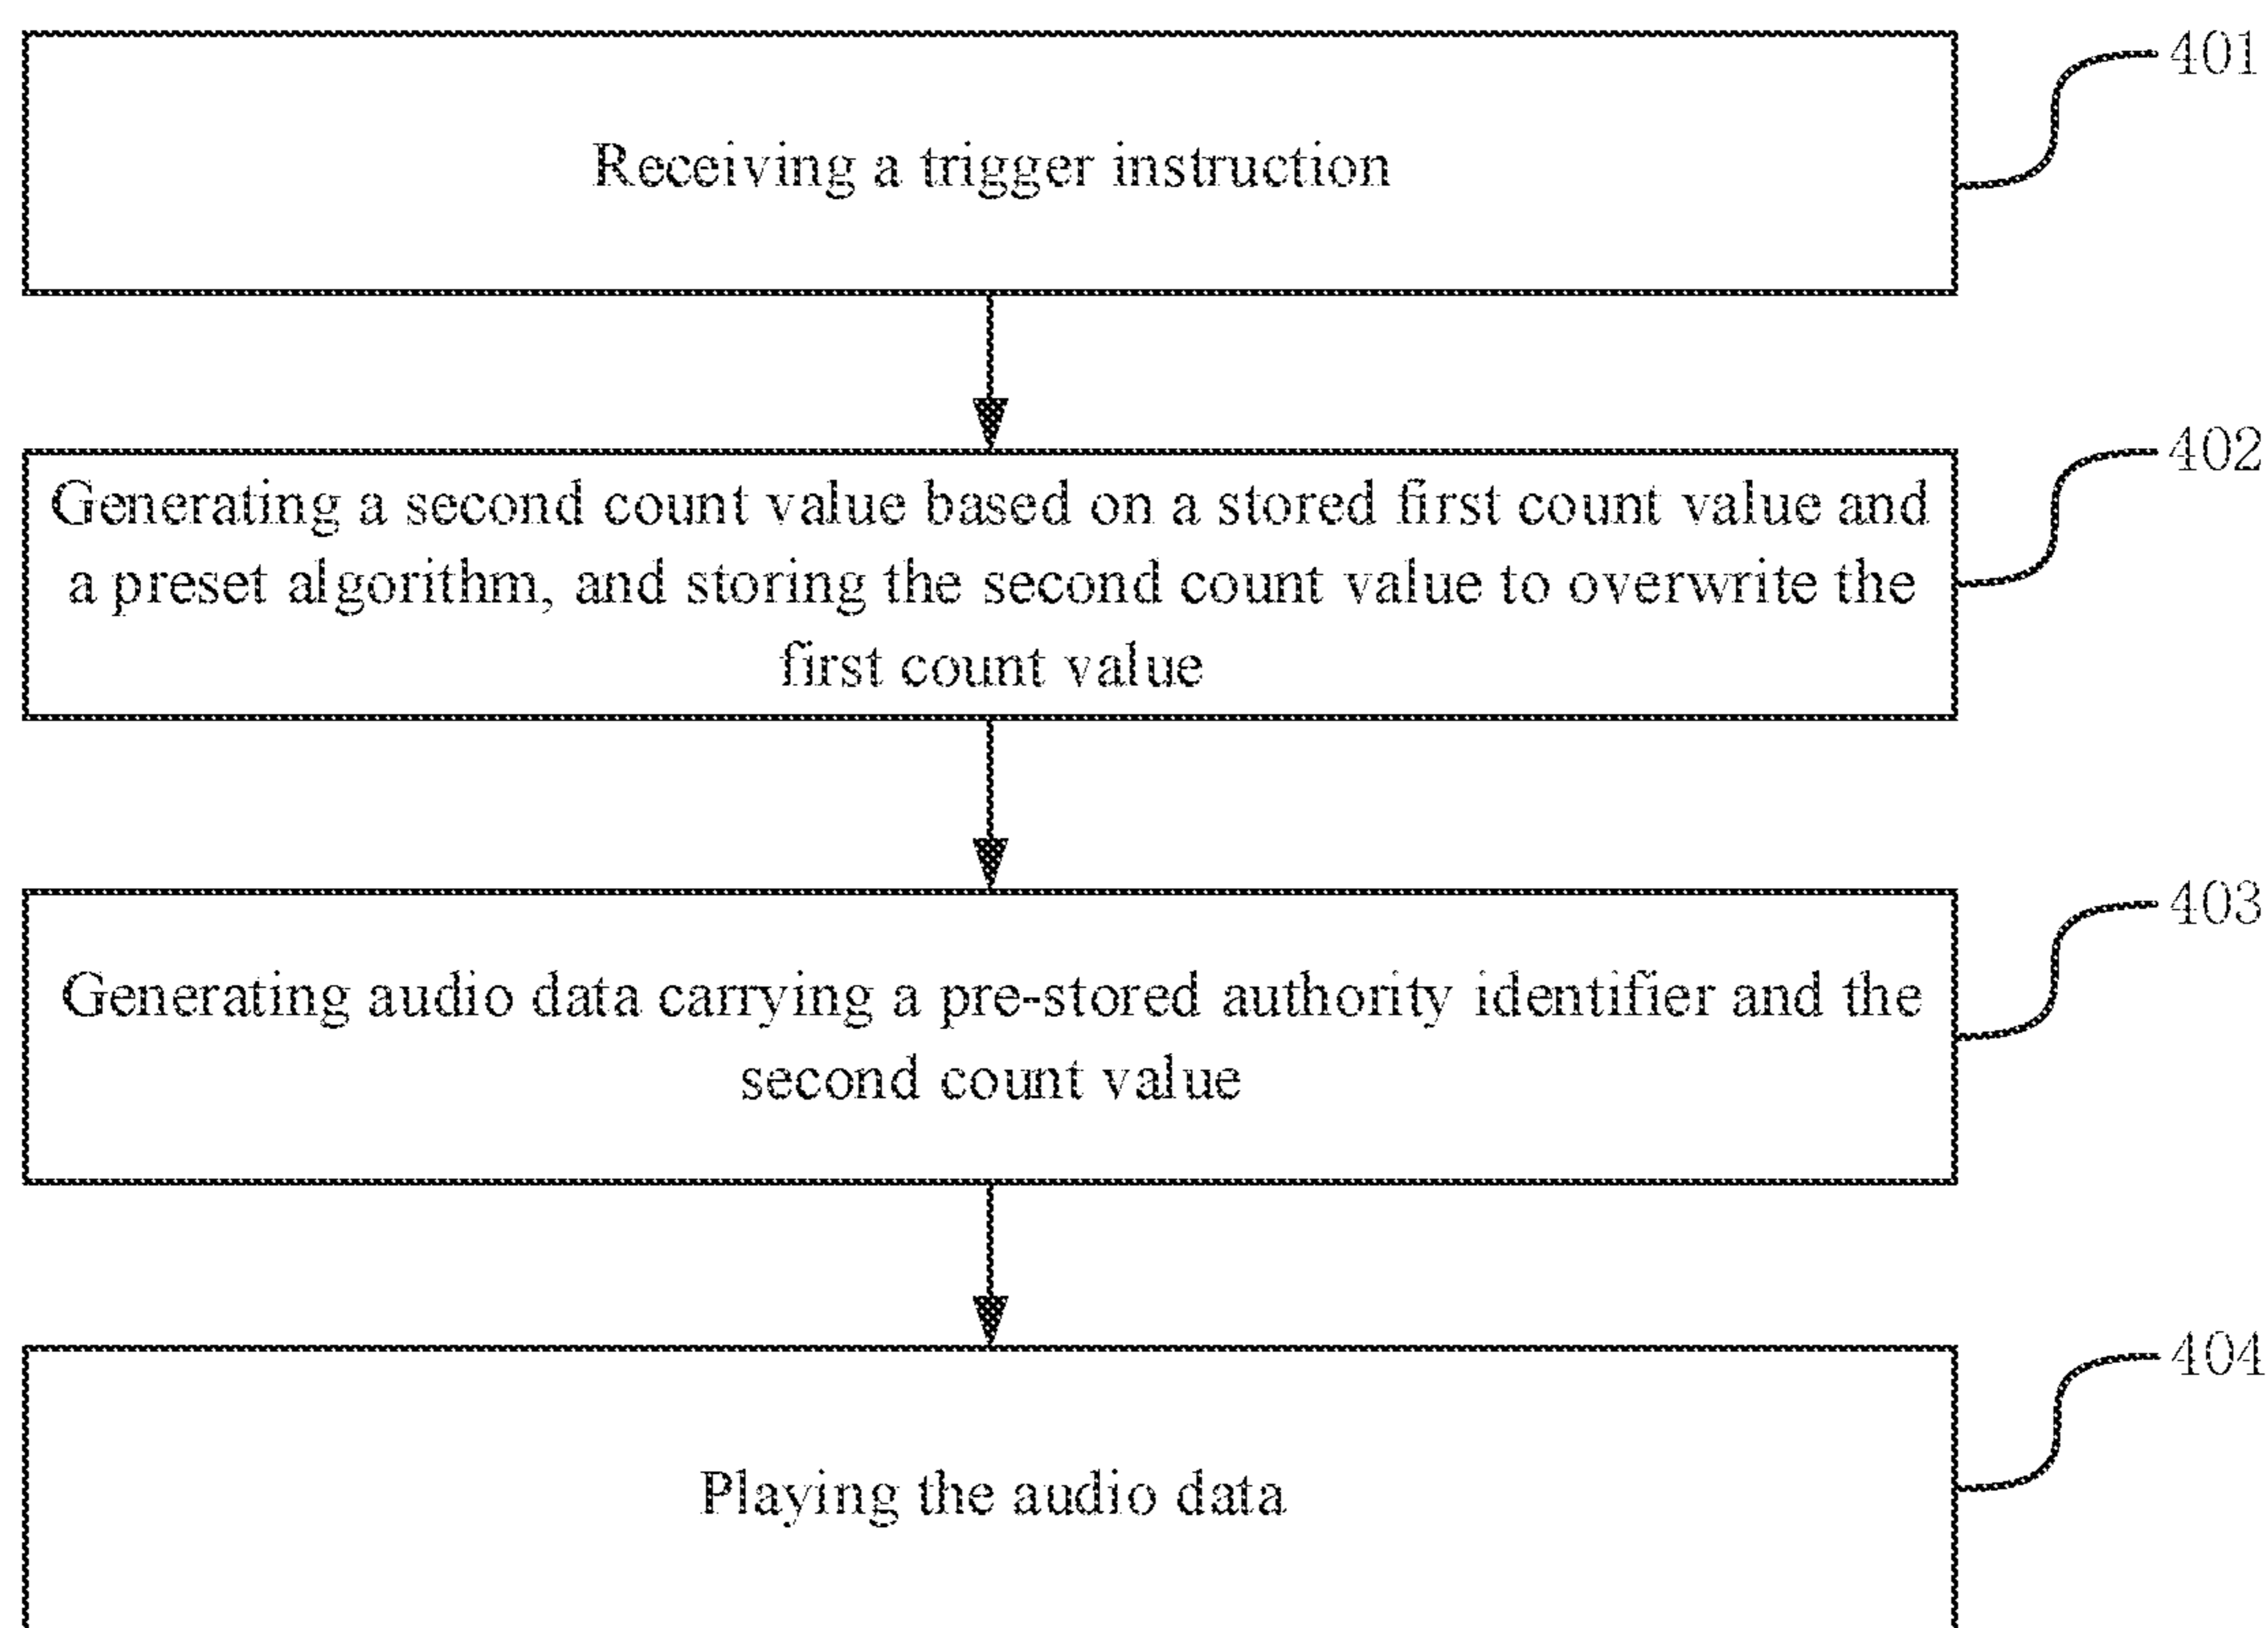 401
Receiving a trigger instruction
402
Generating a second count value based on a stored first count value and
a preset algorithm, and storing the second count value to overwrite the
first count value
403
Generating audio data carrying a pre-stored authority identifier and the
second count value
404
Playing the audio data